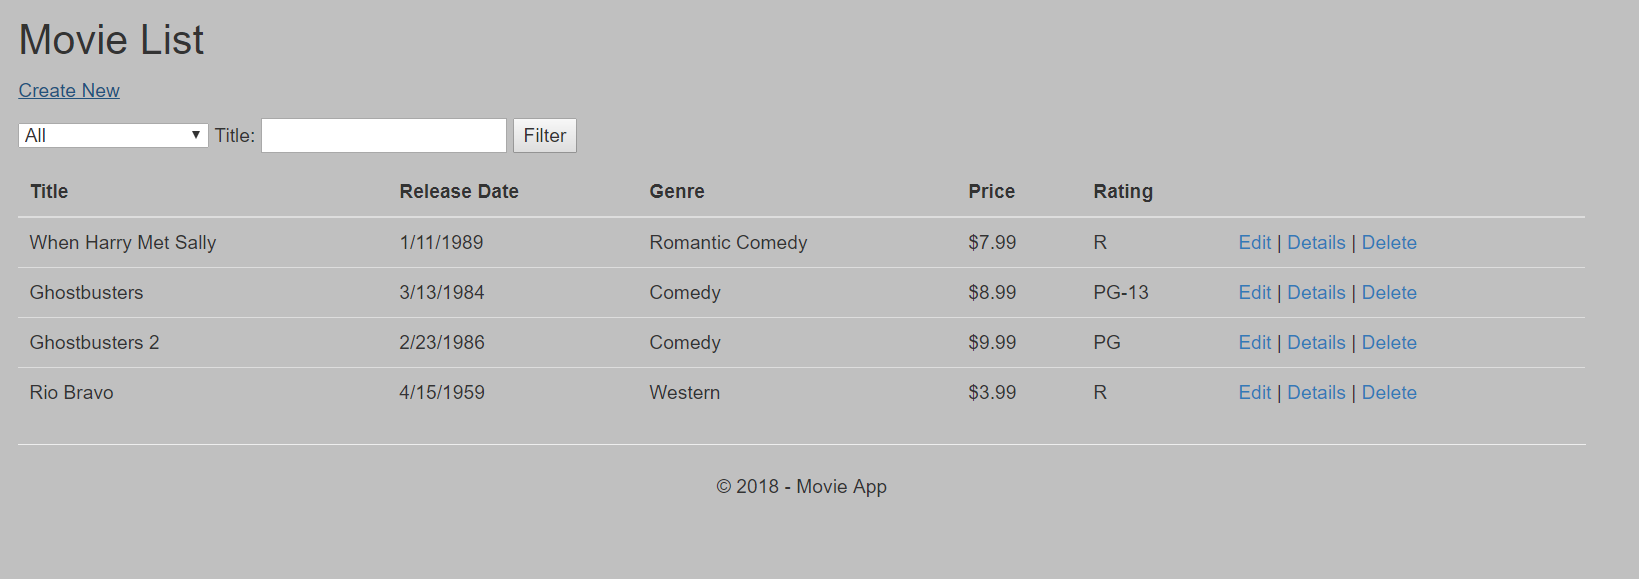 Movie List
Create New
All ▼ Title: Filter
Title Release Date Genre Price Rating
When Harry Met Sally 1/11/1989 Romantic Comedy $7.99 R Edit | Details | Delete
Ghostbusters 3/13/1984 Comedy $8.99 PG-13 Edit | Details | Delete
Ghostbusters 2 2/23/1986 Comedy $9.99 PG Edit | Details | Delete
Rio Bravo 4/15/1959 Western $3.99 R Edit | Details | Delete
© 2018 - Movie App